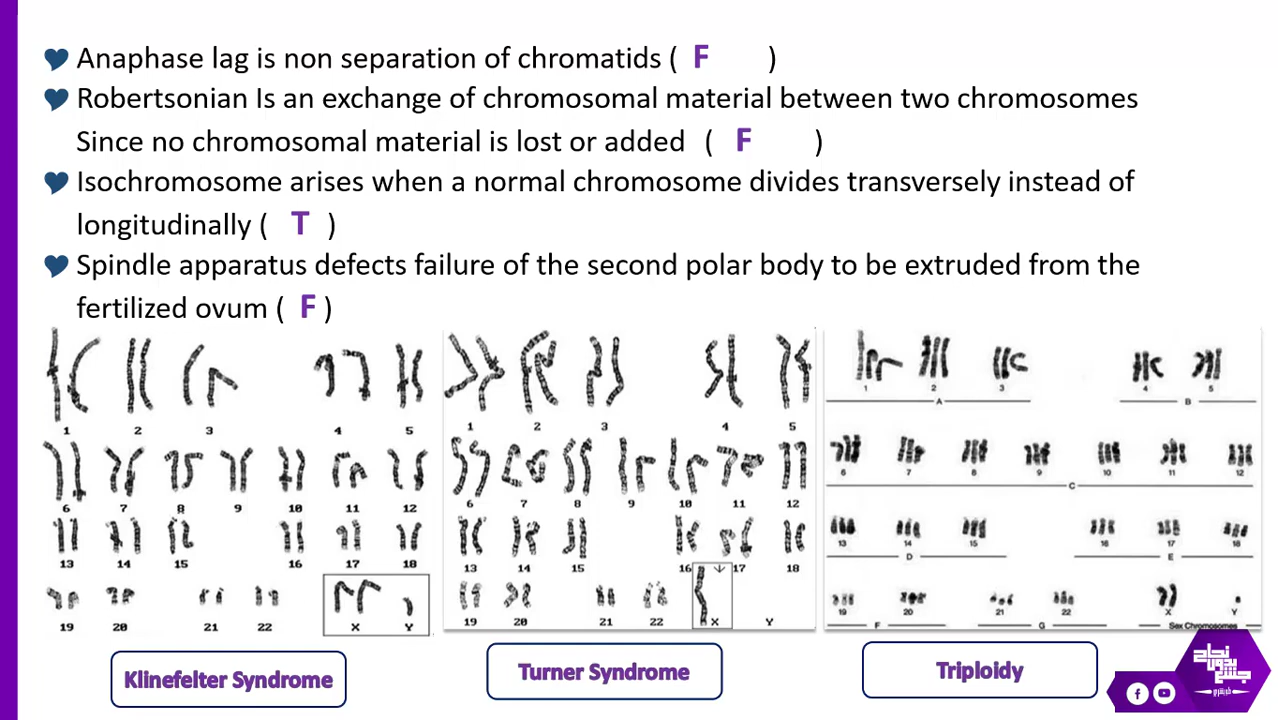 Anaphase lag is non separation of chromatids ( F )
Robertsonian Is an exchange of chromosomal material between two chromosomes
Since no chromosomal material is lost or added ( F )
Isochromosome arises when a normal chromosome divides transversely instead of
longitudinally ( T )
Spindle apparatus defects failure of the second polar body to be extruded from the
fertilized ovum ( F )
1 2 3 4 5
6 7 8 9 10 11 12
13 14 15 16 17 18
19 20 21 22 X Y
Klinefelter Syndrome
1 2 3 4 5
6 7 8 9 10 11 12
13 14 15 16 17 18
19 20 21 22 X Y
Turner Syndrome
1 2 3 4 5
A B
6 7 8 9 10 11 12
C
13 14 15 16 17 18
D E
19 20 21 22 X Y
F G Sex Chromosomes
Triploidy